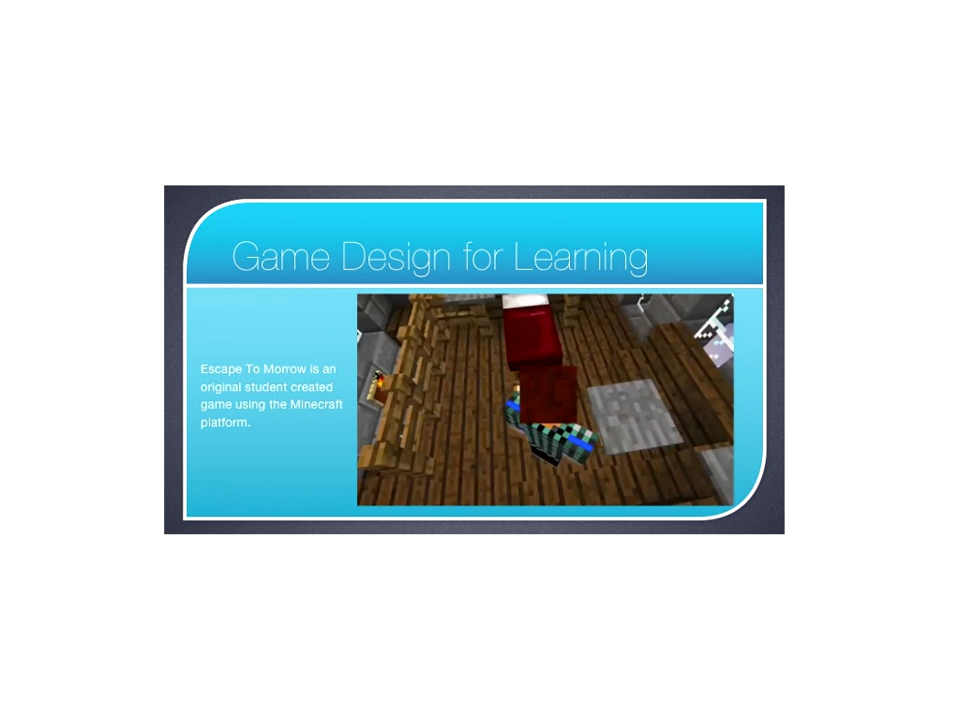 Game Design for Learning
Escape To Morrow is an
original student created
game using the Minecraft
platform.